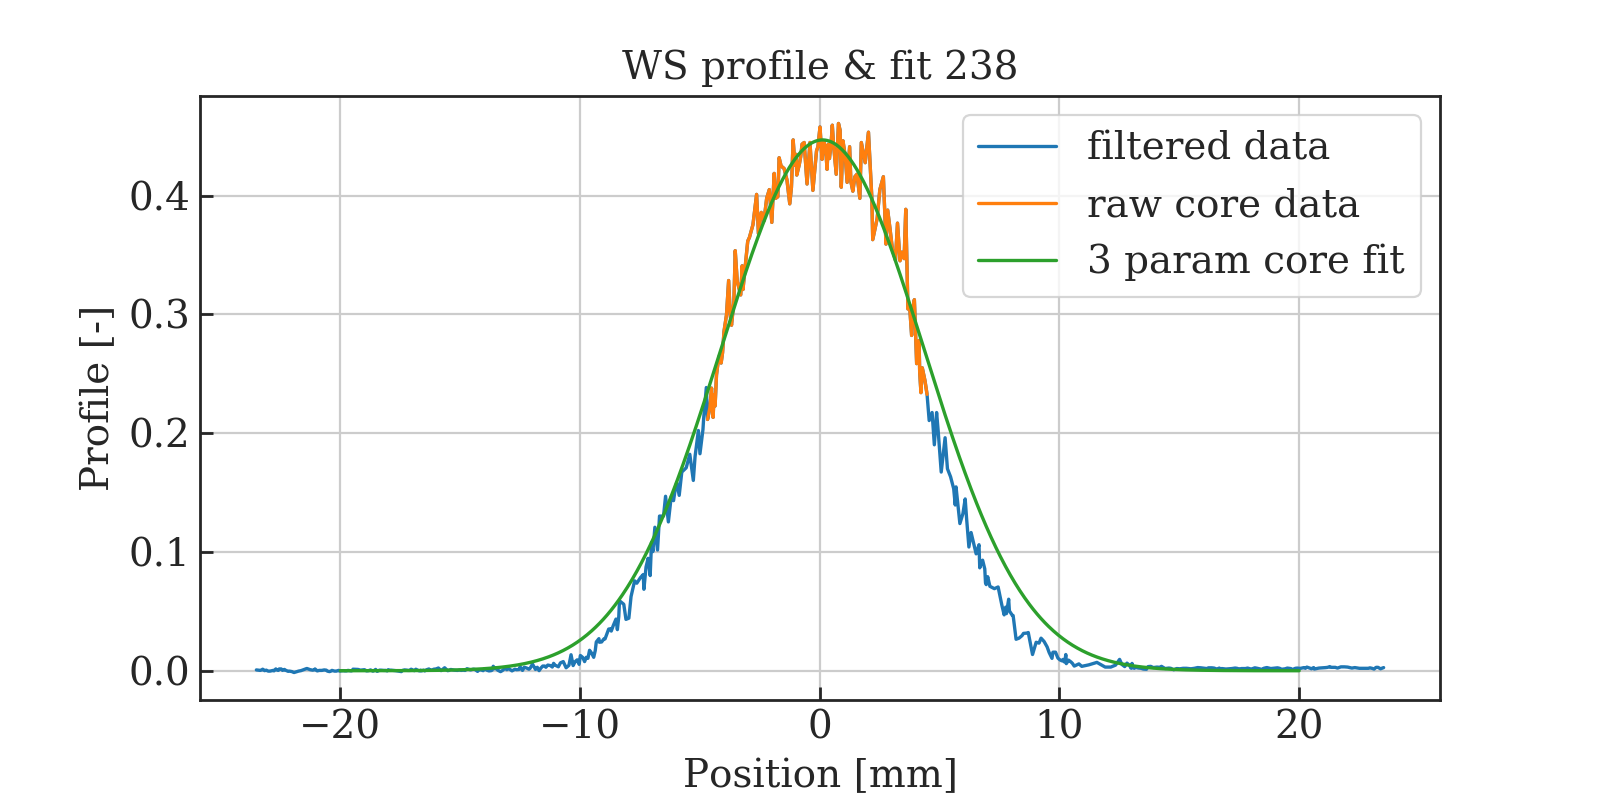 WS profile & fit 238
filtered data
raw core data
3 param core fit
Profile [-]
0.4
0.3
0.2
0.1
0.0
−20
−10
0
10
20
Position [mm]